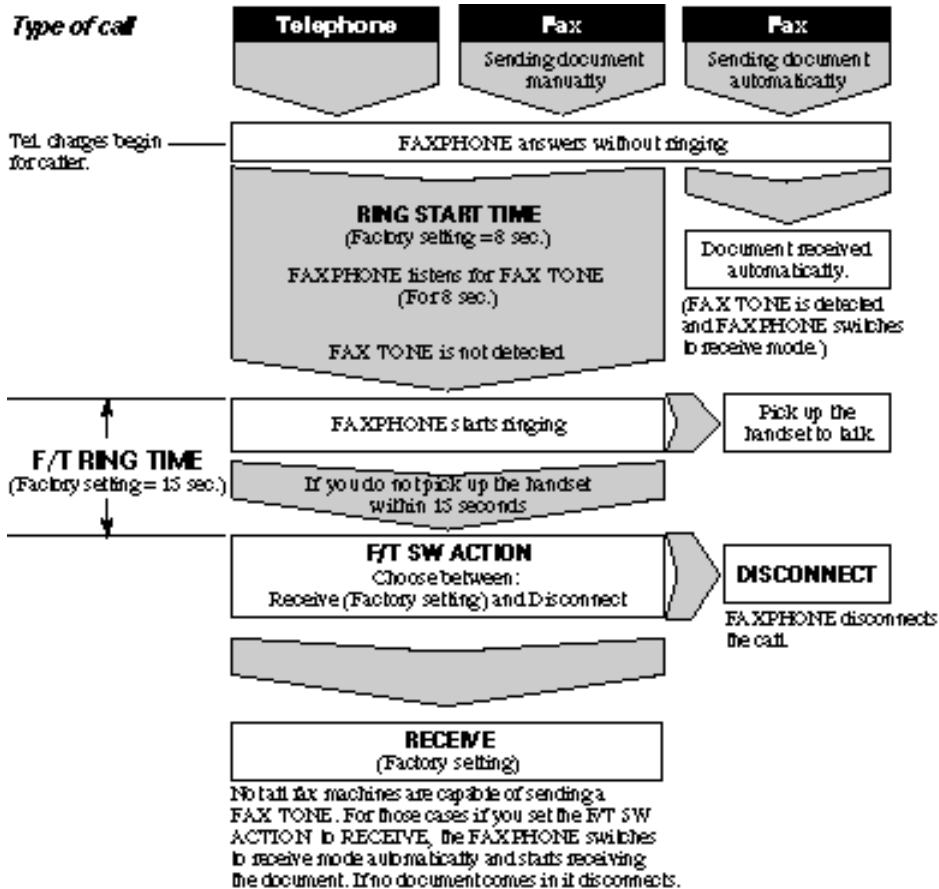 Type of call
Telephone
Fax
Fax
Sending document
manually
Sending document
automatically
Tel. charges begin
for caller.
FAXPHONE answers without ringing
RING START TIME
(Factory setting = 8 sec.)
FAXPHONE listens for FAX TONE
(For 8 sec.)
FAX TONE is not detected
Document received
automatically.
(FAX TONE is detected
and FAXPHONE switches
to receive mode.)
F/T RING TIME
(Factory setting = 15 sec.)
FAXPHONE starts ringing
Pick up the
handset to talk.
If you do not pick up the handset
within 15 seconds
F/T SW ACTION
Choose between:
Receive (Factory setting) and Disconnect
DISCONNECT
FAXPHONE disconnects
the call.
RECEIVE
(Factory setting)
Not all fax machines are capable of sending a
FAX TONE. For those cases if you set the F/T SW
ACTION to RECEIVE, the FAXPHONE switches
to receive mode automatically and starts receiving
the document. If no document comes in it disconnects.